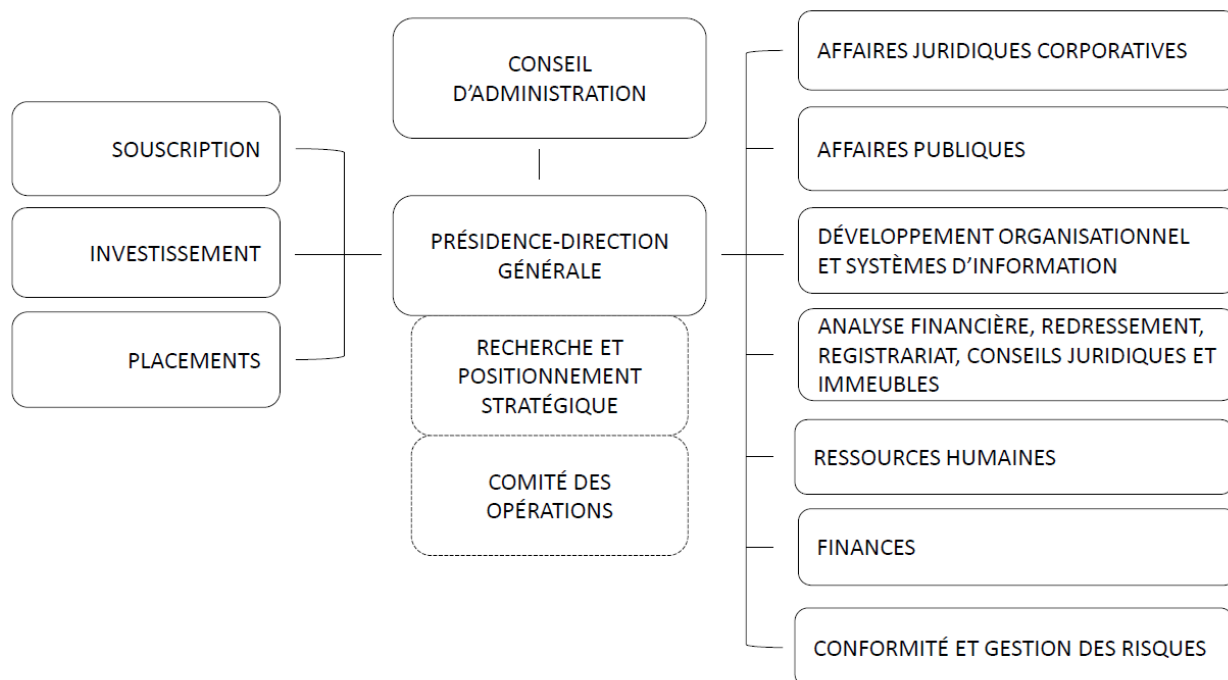 CONSEIL
D'ADMINISTRATION
SOUSCRIPTION
INVESTISSEMENT
PLACEMENTS
PRÉSIDENCE-DIRECTION
GÉNÉRALE
RECHERCHE ET
POSITIONNEMENT
STRATÉGIQUE
COMITÉ DES
OPÉRATIONS
AFFAIRES JURIDIQUES CORPORATIVES
AFFAIRES PUBLIQUES
DÉVELOPPEMENT ORGANISATIONNEL
ET SYSTÈMES D'INFORMATION
ANALYSE FINANCIÈRE, REDRESSEMENT,
REGISTRARIAT, CONSEILS JURIDIQUES ET
IMMEUBLES
RESSOURCES HUMAINES
FINANCES
CONFORMITÉ ET GESTION DES RISQUES